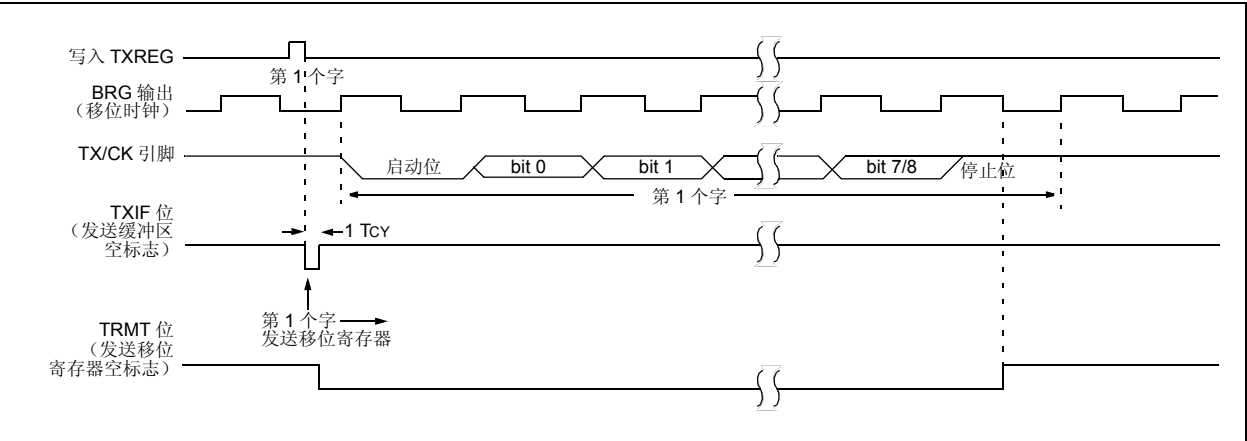 写入 TXREG
第 1 个字
BRG 输出
（移位时钟）
TX/CK 引脚
启动位
bit 0
bit 1
bit 7/8
停止位
第 1 个字
TXIF 位
（发送缓冲区
空标志）
1 TCY
第 1 个字
发送移位寄存器
TRMT 位
（发送移位
寄存器空标志）